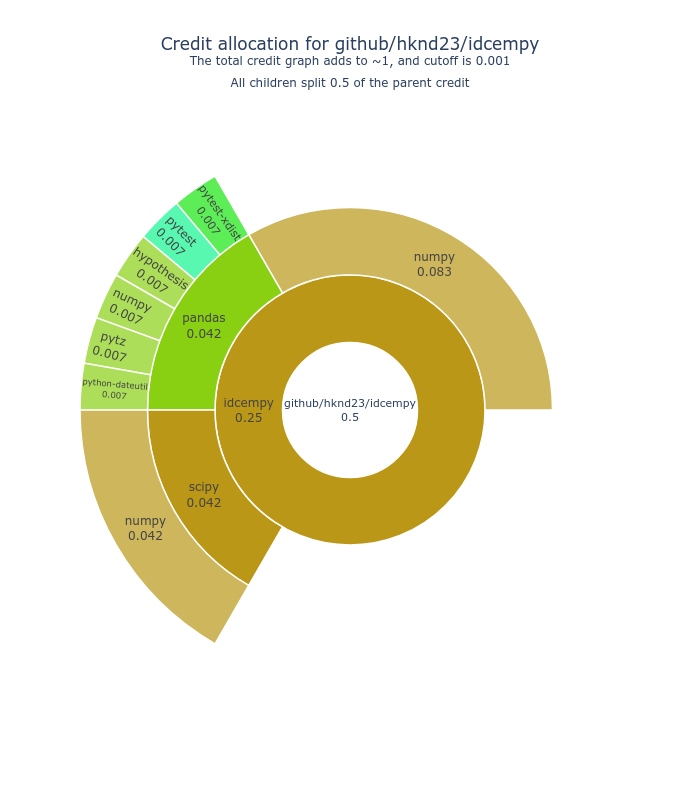 Credit allocation for github/hknd23/idcempy
The total credit graph adds to ~1, and cutoff is 0.001
All children split 0.5 of the parent credit
pytest-xdist
0.007
pytest
0.007
hypothesis
0.007
numpy
0.007
pytz
0.007
python-dateutil
0.007
numpy
0.083
pandas
0.042
idcempy
0.25
github/hknd23/idcempy
0.5
scipy
0.042
numpy
0.042